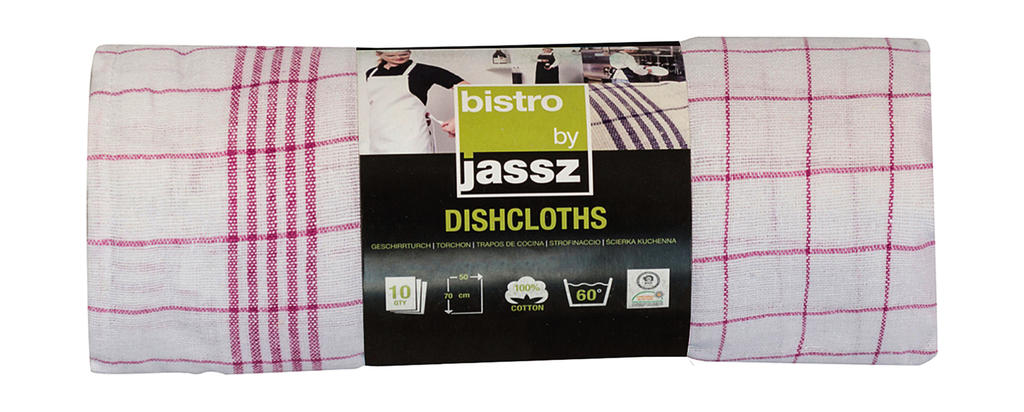 bistro
by
jassz
DISHCLOTHS
GESCHIRRTURCH | TORCHON | TRAPOS DE COCINA | STROFINACCIO | ŚCIERKA KUCHENNA
10
QTY
50
70 cm
100%
COTTON
60°